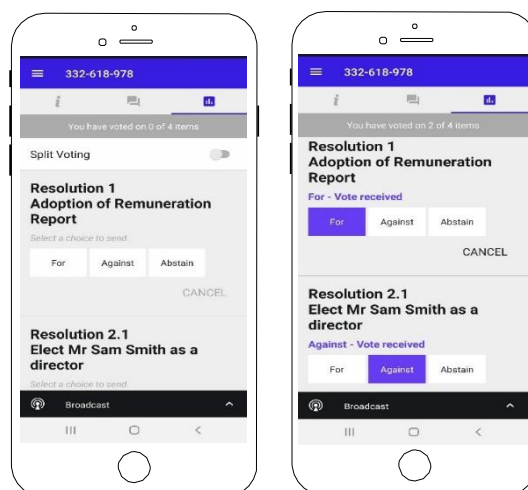 332-618-978
You have voted on 0 of 4 items
Split Voting
Resolution 1
Adoption of Remuneration
Report
Select a choice to send.
For Against Abstain
CANCEL
Resolution 2.1
Elect Mr Sam Smith as a
director
Select a choice to send.
Broadcast
332-618-978
You have voted on 2 of 4 items
Resolution 1
Adoption of Remuneration
Report
For - Vote received
For Against Abstain
CANCEL
Resolution 2.1
Elect Mr Sam Smith as a
director
Against - Vote received
For Against Abstain
Broadcast